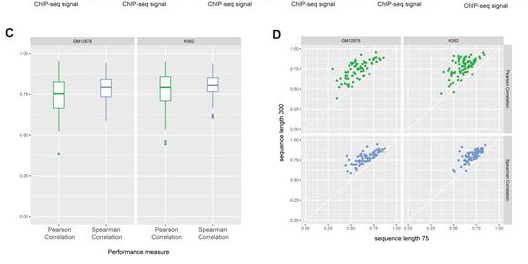 ChIP-seq signal ChIP-seq signal ChIP-seq signal ChIP-seq signal ChIP-seq signal
C
GM12878 K562
1.00
0.75
0.50
0.25
0.00
Pearson Correlation
Spearman Correlation
Pearson Correlation
Spearman Correlation
Performance measure
D
GM12878 K562
sequence length 300
1.00
0.75
0.50
0.25
0.00
Pearson Correlation
1.00
0.75
0.50
0.25
0.00
Spearman Correlation
0.00 0.25 0.50 0.75 1.00 0.00 0.25 0.50 0.75 1.00
sequence length 75